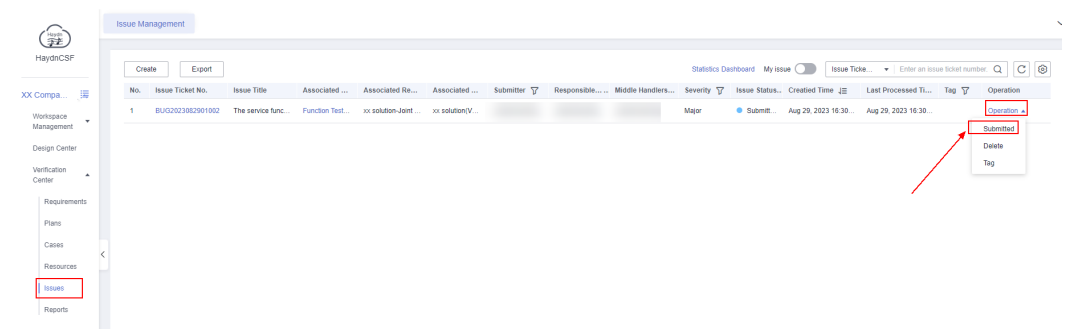 Issue Management
Haydn
HaydnCSF
XX Compa...
Workspace
Management
Design Center
Verification
Center
Requirements
Plans
Cases
Resources
Issues
Reports
Create
Export
Statistics Dashboard
My issue
Issue Ticke...
Enter an issue ticket number.
No.
Issue Ticket No.
Issue Title
Associated ...
Associated Re...
Associated ...
Submitter
Responsible... ...
Middle Handlers...
Severity
Issue Status..
Created Time
Last Processed Ti...
Tag
Operation
1
BUG2023082901002
The service func...
Function Test...
xx solution-Joint ...
xx solution(V...
Major
Submitt...
Aug 29, 2023 16:30...
Aug 29, 2023 16:30...
Operation
Submitted
Delete
Tag